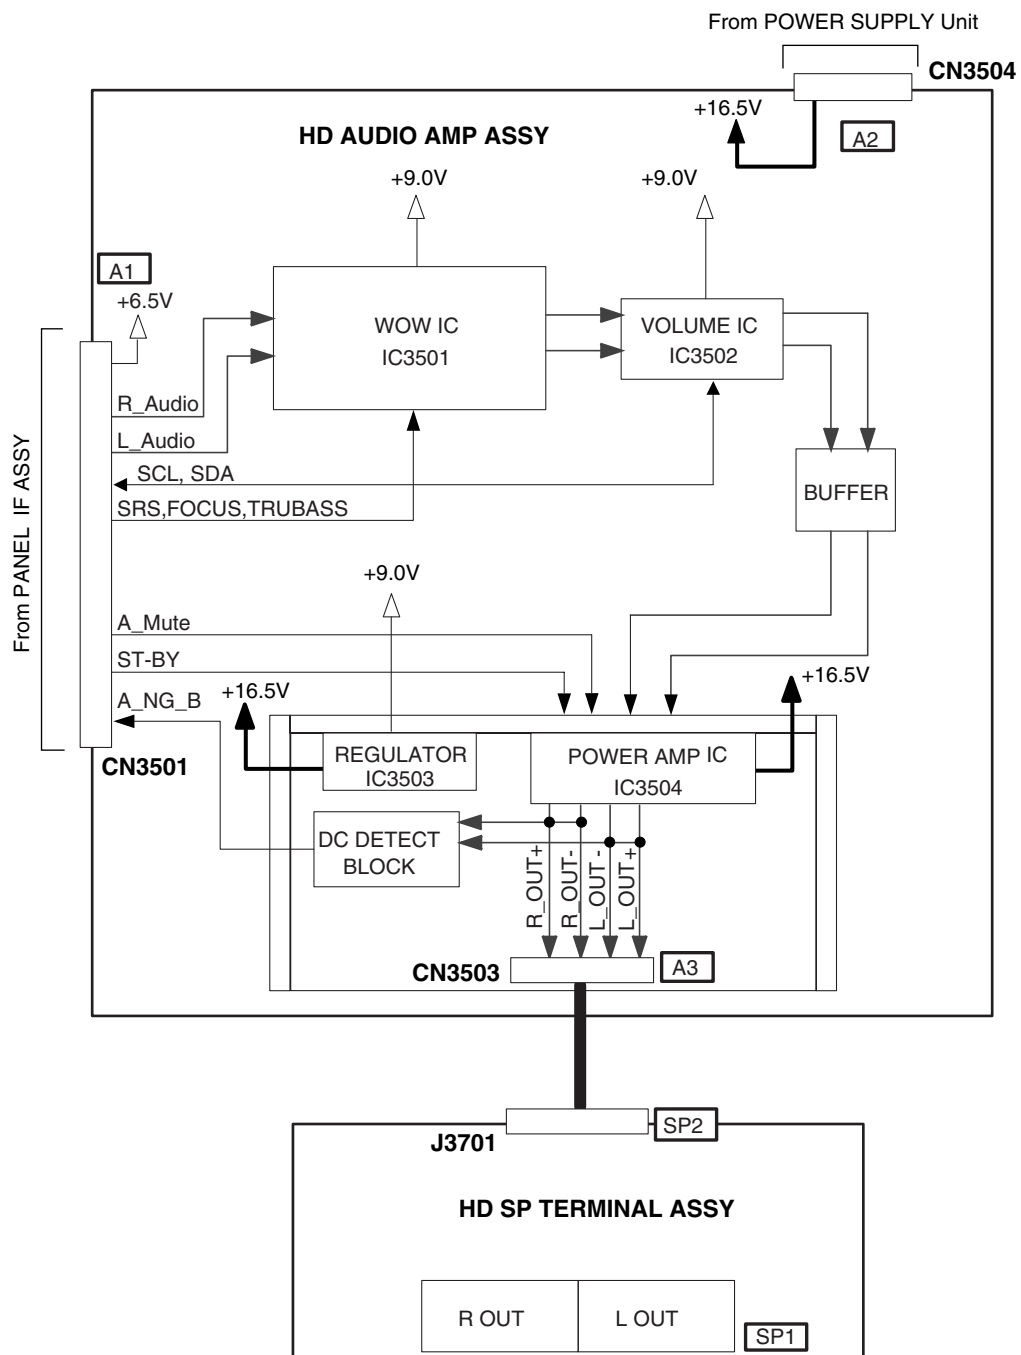 From POWER SUPPLY Unit
CN3504
+16.5V
A2
HD AUDIO AMP ASSY
+9.0V
+9.0V
A1
+6.5V
WOW IC
IC3501
VOLUME IC
IC3502
R_Audio
L_Audio
SCL, SDA
SRS,FOCUS,TRUBASS
BUFFER
From PANEL IF ASSY
+9.0V
A_Mute
ST-BY
A_NG_B
+16.5V
+16.5V
CN3501
REGULATOR
IC3503
POWER AMP IC
IC3504
DC DETECT
BLOCK
R_OUT+
R_OUT-
L_OUT-
L_OUT+
CN3503
A3
J3701
SP2
HD SP TERMINAL ASSY
R OUT
L OUT
SP1